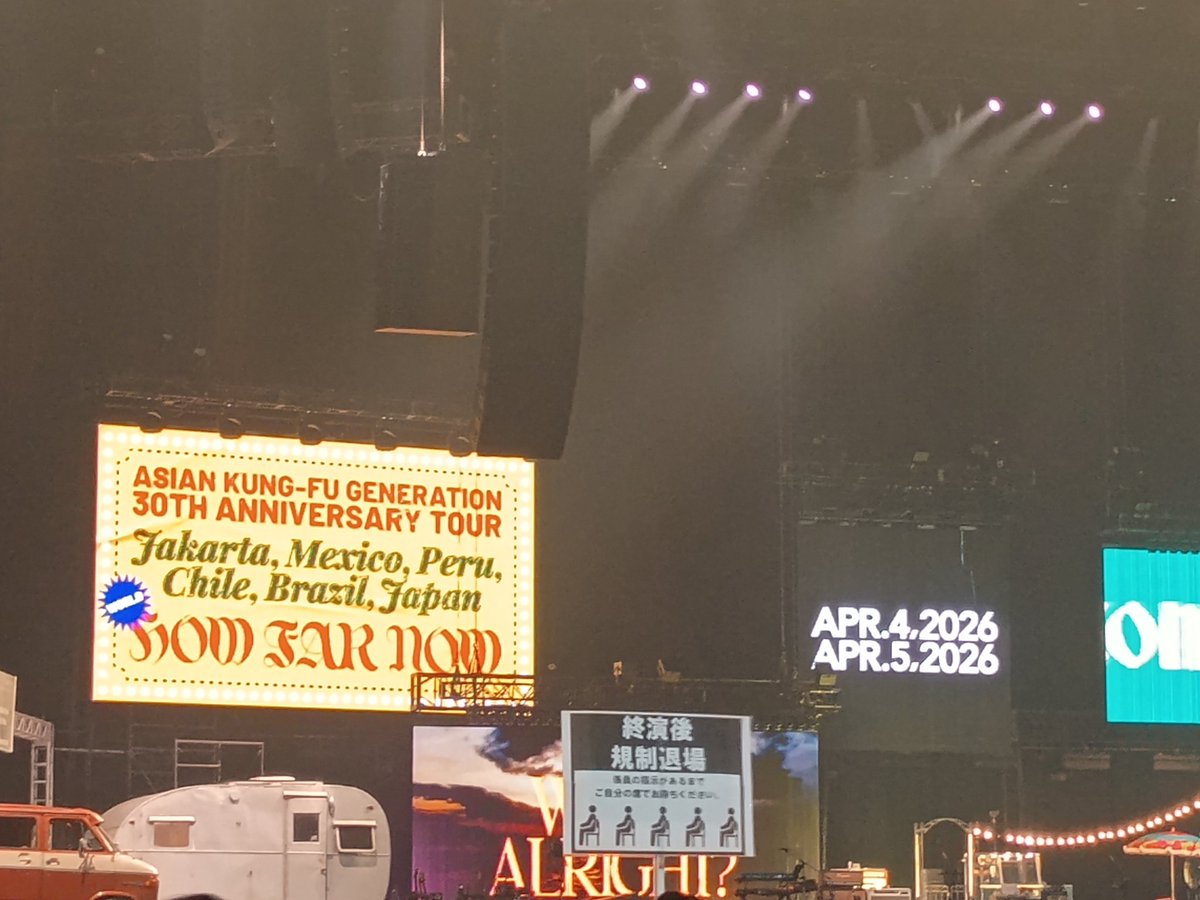 ASIAN KUNG-FU GENERATION
30TH ANNIVERSARY TOUR
Jakarta, Mexico, Peru,
Chile, Brazil, Japan
WORLD
HOW FAR NOW
APR.4,2026
APR.5,2026
終演後
規制退場
係員の指示があるまで
ご自分の席でお待ちください。
ALRIGHT?